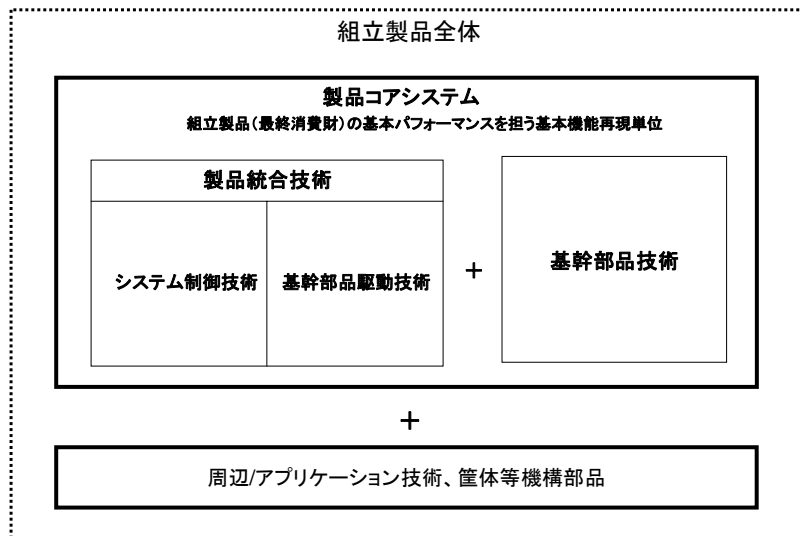 組立製品全体
製品コアシステム
組立製品(最終消費財)の基本パフォーマンスを担う基本機能再現単位
製品統合技術
システム制御技術
基幹部品駆動技術
+
基幹部品技術
+
周辺/アプリケーション技術、筐体等機構部品